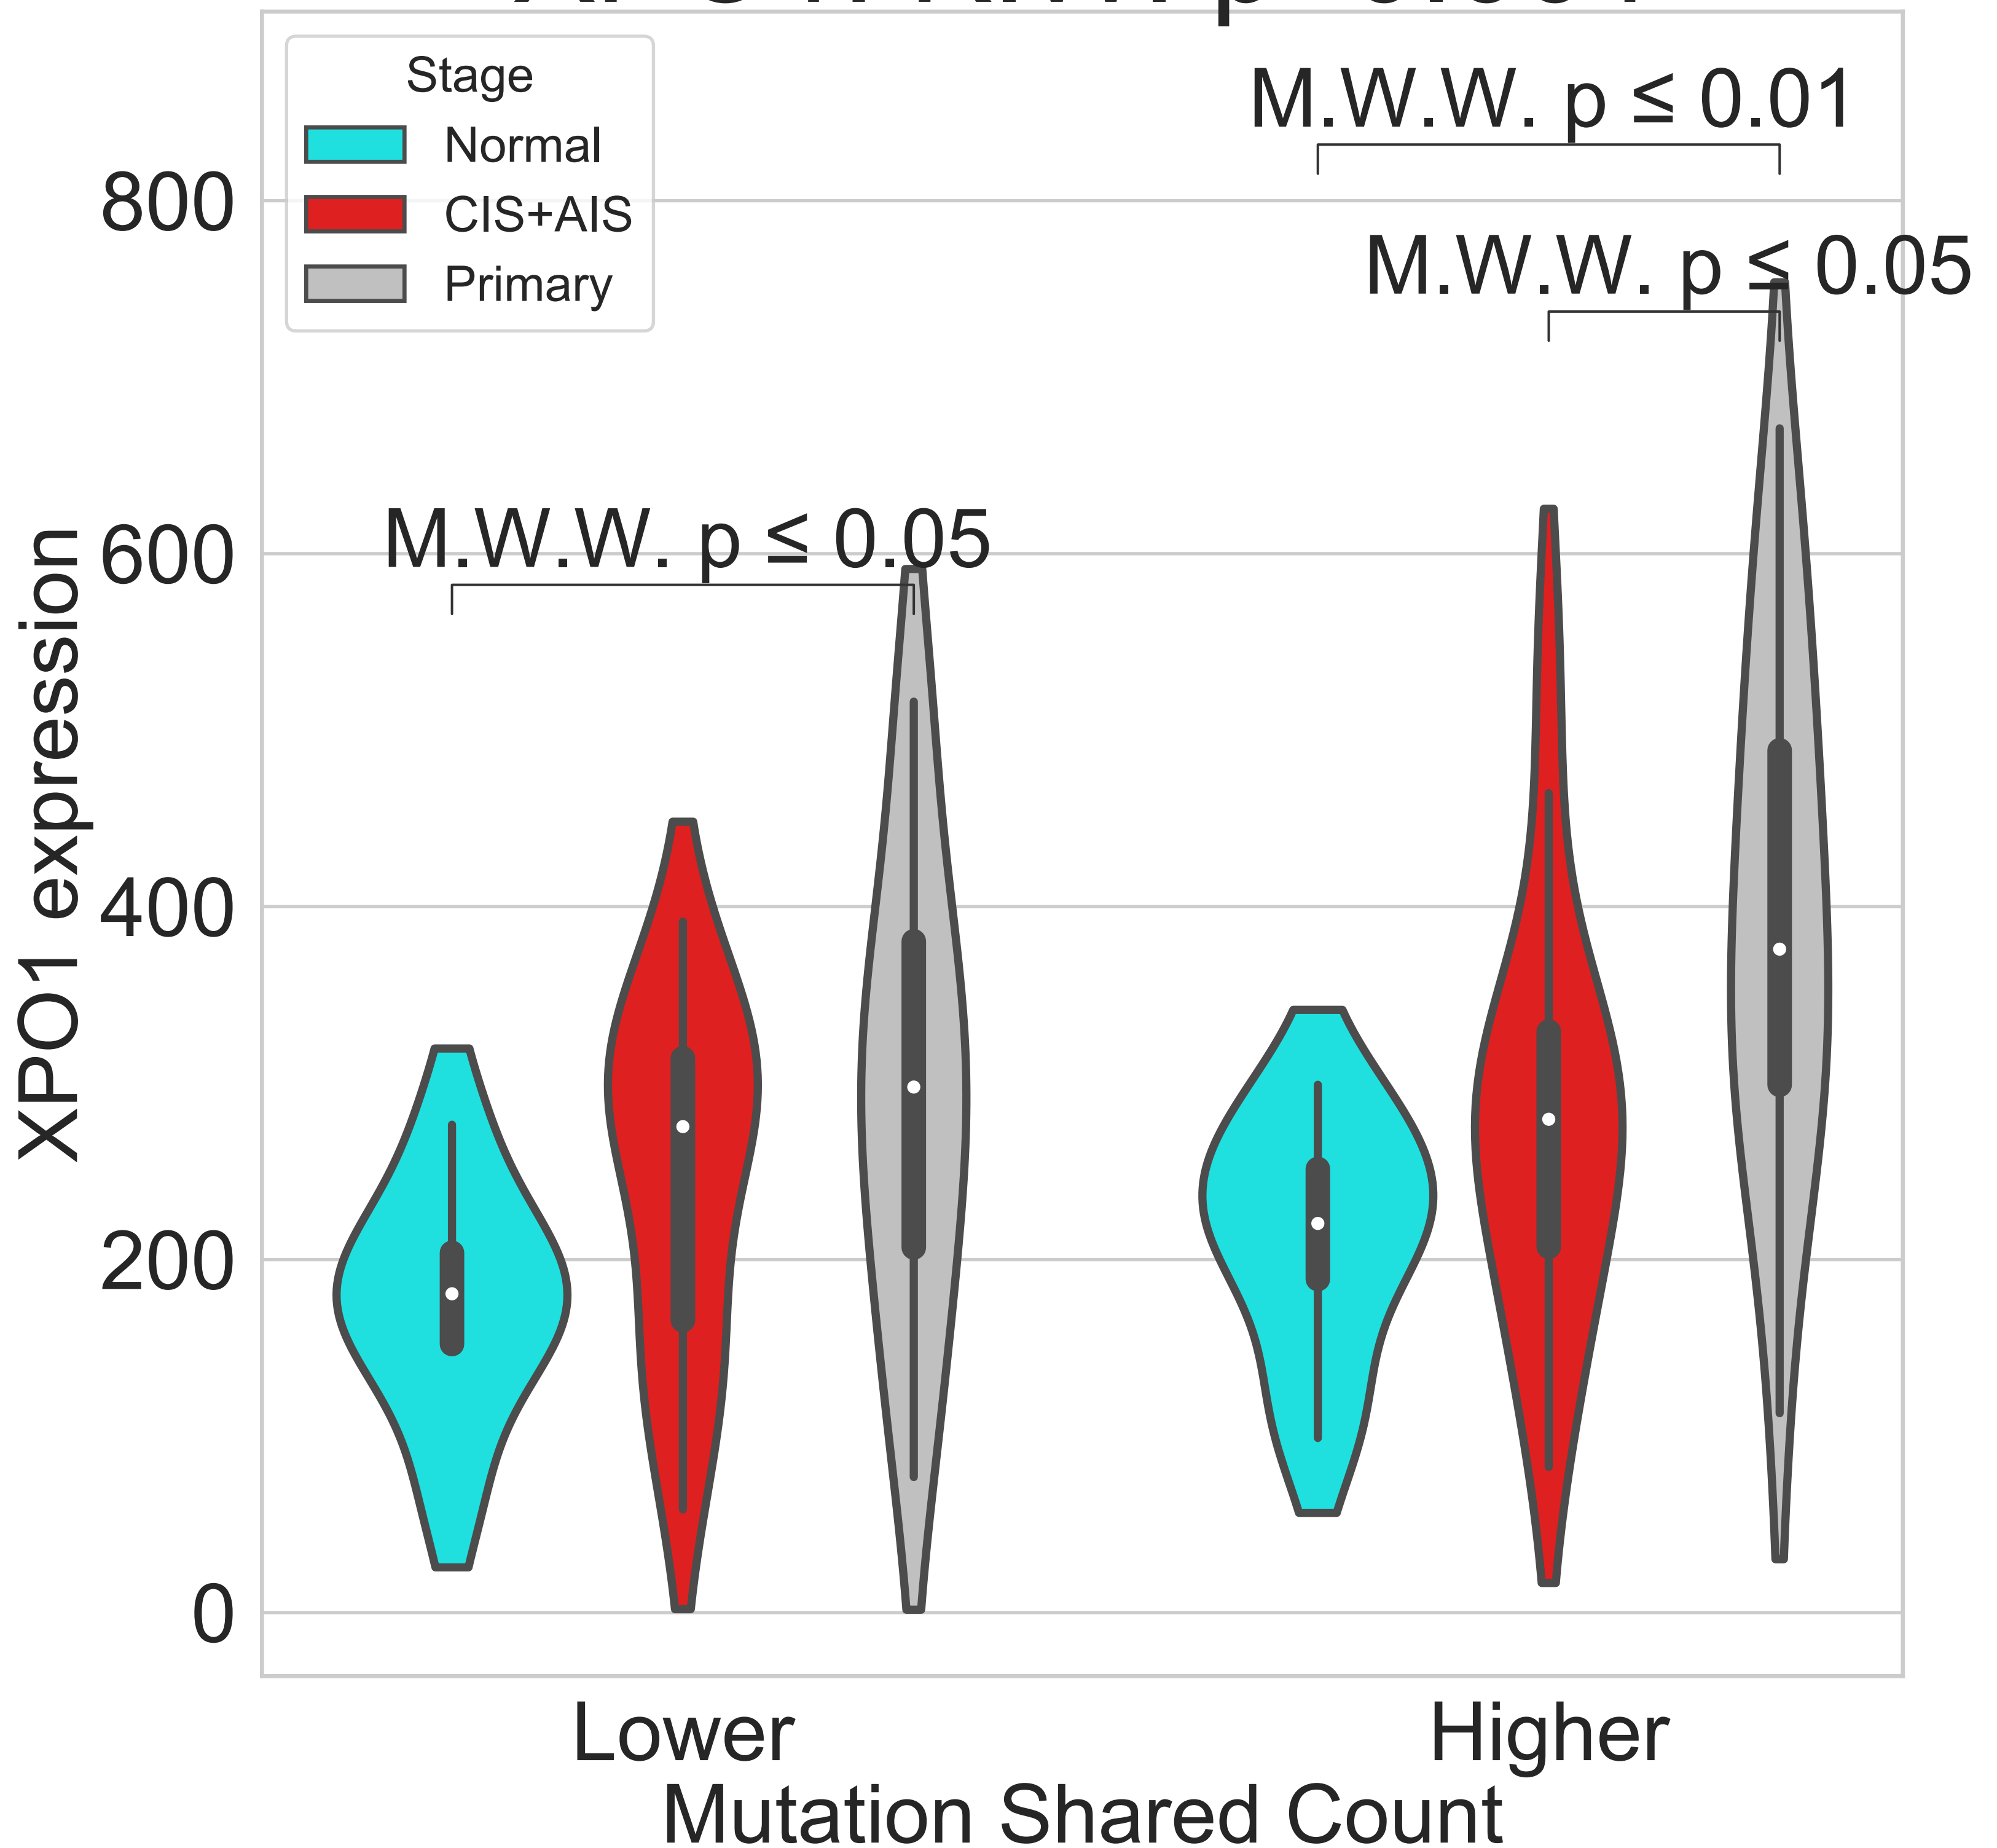 Stage
Normal
CIS+AIS
Primary
M.W.W. p ≤ 0.01
M.W.W. p ≤ 0.05
M.W.W. p ≤ 0.05
800
600
400
200
0
XPO1 expression
Lower
Higher
Mutation Shared Count